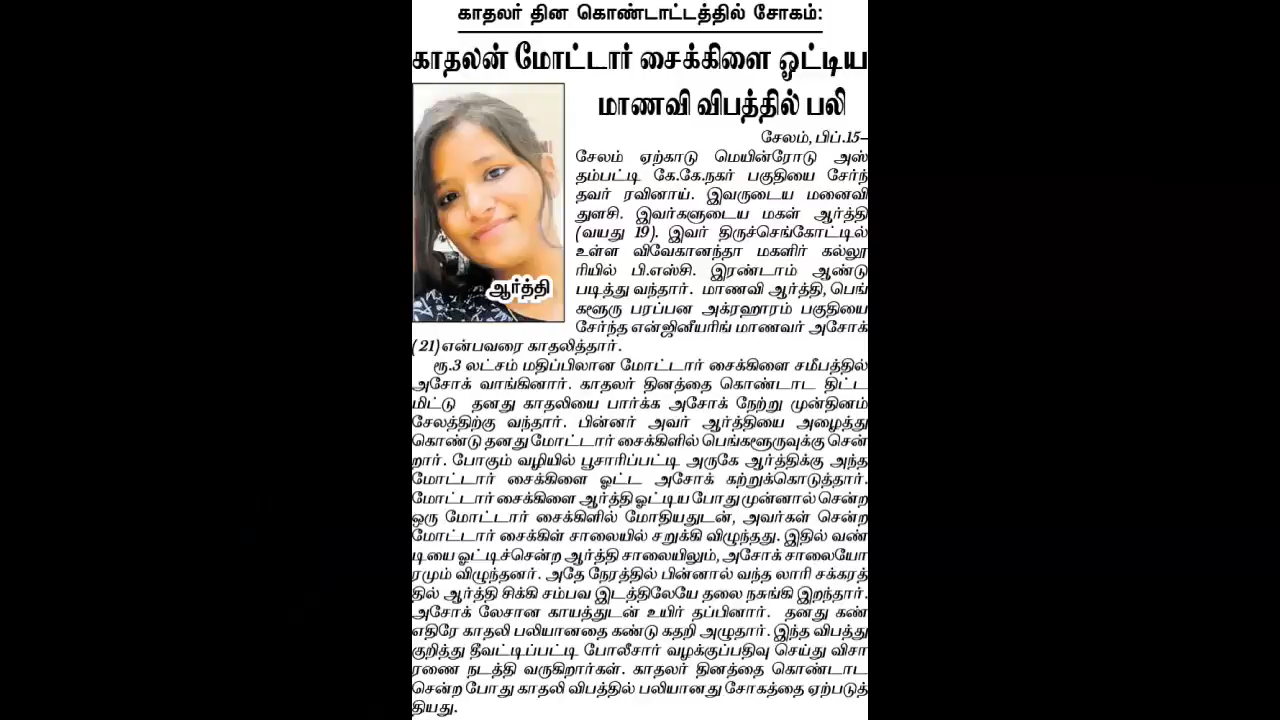 காதலர் தின கொண்டாட்டத்தில் சோகம்:
காதலன் மோட்டார் சைக்கிளை ஓட்டிய
மாணவி விபத்தில் பலி
சேலம், பிப்.15–
சேலம் ஏற்காடு மெயின்ரோடு அஸ்
தம்பட்டி கே.கே.நகர் பகுதியை சேர்ந்
தவர் ரவினாய். இவருடைய மனைவி
துளசி. இவர்களுடைய மகள் ஆர்த்தி
(வயது 19). இவர் திருச்செங்கோட்டில்
உள்ள விவேகானந்தா மகளிர் கல்லூ
ரியில் பி.எஸ்சி. இரண்டாம் ஆண்டு
படித்து வந்தார். மாணவி ஆர்த்தி, பெங்
களூரு பரப்பன அக்ரஹாரம் பகுதியை
சேர்ந்த என்ஜினீயரிங் மாணவர் அசோக்
(21)என்பவரை காதலித்தார்.
ஆர்த்தி
ரூ.3 லட்சம் மதிப்பிலான மோட்டார் சைக்கிளை சமீபத்தில்
அசோக் வாங்கினார். காதலர் தினத்தை கொண்டாட திட்ட
மிட்டு தனது காதலியை பார்க்க அசோக் நேற்று முன்தினம்
சேலத்திற்கு வந்தார். பின்னர் அவர் ஆர்த்தியை அழைத்து
கொண்டு தனது மோட்டார் சைக்கிளில் பெங்களூருவுக்கு சென்
றார். போகும் வழியில் பூசாரிப்பட்டி அருகே ஆர்த்திக்கு அந்த
மோட்டார் சைக்கிளை ஓட்ட அசோக் கற்றுக்கொடுத்தார்.
மோட்டார் சைக்கிளை ஆர்த்தி ஓட்டிய போது முன்னால் சென்ற
ஒரு மோட்டார் சைக்கிளில் மோதியதுடன், அவர்கள் சென்ற
மோட்டார் சைக்கிள் சாலையில் சறுக்கி விழுந்தது. இதில் வண்
டியை ஓட்டிச்சென்ற ஆர்த்தி சாலையிலும், அசோக் சாலையோ
ரமும் விழுந்தனர். அதே நேரத்தில் பின்னால் வந்த லாரி சக்கரத்
தில் ஆர்த்தி சிக்கி சம்பவ இடத்திலேயே தலை நசுங்கி இறந்தார்.
அசோக் லேசான காயத்துடன் உயிர் தப்பினார். தனது கண்
எதிரே காதலி பலியானதை கண்டு கதறி அழுதார். இந்த விபத்து
குறித்து தீவட்டிப்பட்டி போலீசார் வழக்குப்பதிவு செய்து விசா
ரணை நடத்தி வருகிறார்கள். காதலர் தினத்தை கொண்டாட
சென்ற போது காதலி விபத்தில் பலியானது சோகத்தை ஏற்படுத்
தியது.